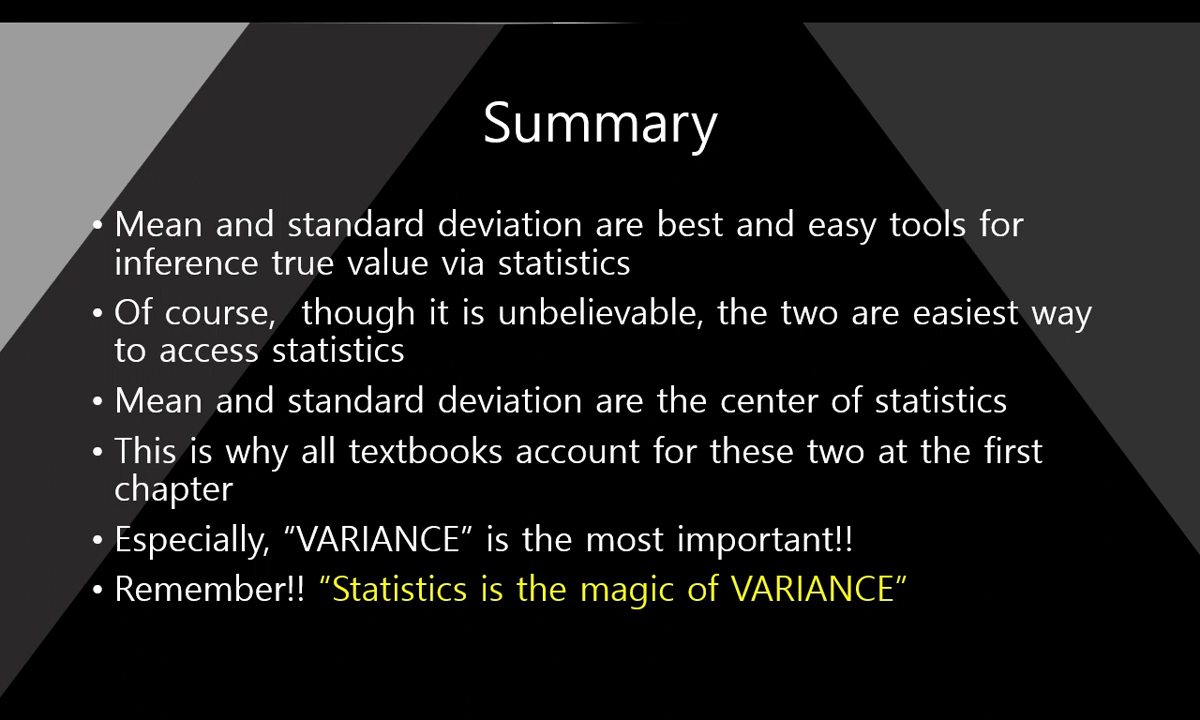 Summary
• Mean and standard deviation are best and easy tools for
inference true value via statistics
• Of course,  though it is unbelievable, the two are easiest way
to access statistics
• Mean and standard deviation are the center of statistics
• This is why all textbooks account for these two at the first
chapter
• Especially, “VARIANCE” is the most important!!
• Remember!! “Statistics is the magic of VARIANCE”